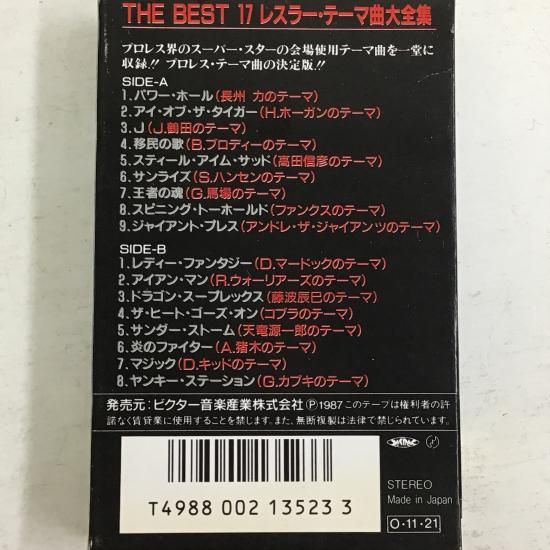 THE BEST 17 レスラー・テーマ曲大全集
プロレス界のスーパー・スターの会場使用テーマ曲を一堂に
収録!! プロレス・テーマ曲の決定版!!
SIDE-A
1.パワー・ホール(長州 力のテーマ)
2.アイ・オブ・ザ・タイガー(H.ホーガンのテーマ)
3.J(J.鶴田のテーマ)
4.移民の歌(B.ブロディーのテーマ)
5.スティール・アイム・サッド(高田信彦のテーマ)
6.サンライズ(S.ハンセンのテーマ)
7.王者の魂(G.馬場のテーマ)
8.スピニング・トーホールド(ファンクスのテーマ)
9.ジャイアント・プレス(アンドレ・ザ・ジャイアンツのテーマ)
SIDE-B
1.レディー・ファンタジー(D.マードックのテーマ)
2.アイアン・マン(R.ウォーリアーズのテーマ)
3.ドラゴン・スープレックス(藤波辰巳のテーマ)
4.ザ・ヒート・ゴーズ・オン(コブラのテーマ)
5.サンダー・ストーム(天竜源一郎のテーマ)
6.炎のファイター(A.猪木のテーマ)
7.マジック(D.キッドのテーマ)
8.ヤンキー・ステーション(G.カブキのテーマ)
発売元:ビクター音楽産業株式会社 Ⓟ1987 このテープは権利者の許
諾なく賃貸業に使用することを禁じます。また、無断複製は法律で禁じられています。
T4988 002 13523 3
STEREO
Made in Japan
O・11・21